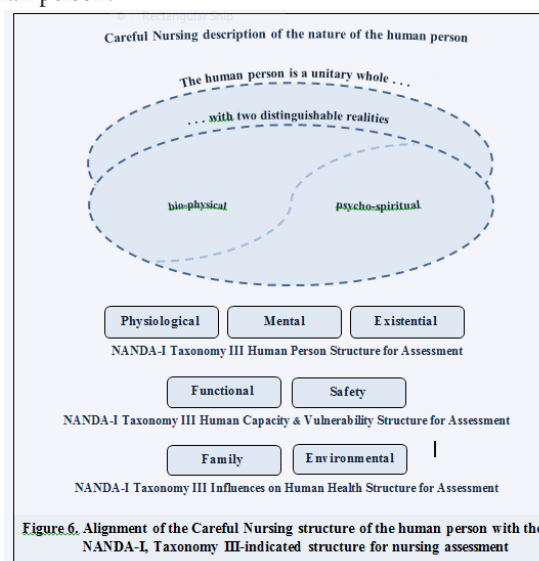 Rectangular Snip
Careful Nursing description of the nature of the human person
The human person is a unitary whole . . .
. . . with two distinguishable realities
bio-physical
psycho-spiritual
Physiological
Mental
Existential
NANDA-I Taxonomy III Human Person Structure for Assessment
Functional
Safety
NANDA-I Taxonomy III Human Capacity & Vulnerability Structure for Assessment
Family
Environmental
NANDA-I Taxonomy III Influences on Human Health Structure for Assessment
Figure 6. Alignment of the Careful Nursing structure of the human person with the
NANDA-I, Taxonomy III-indicated structure for nursing assessment